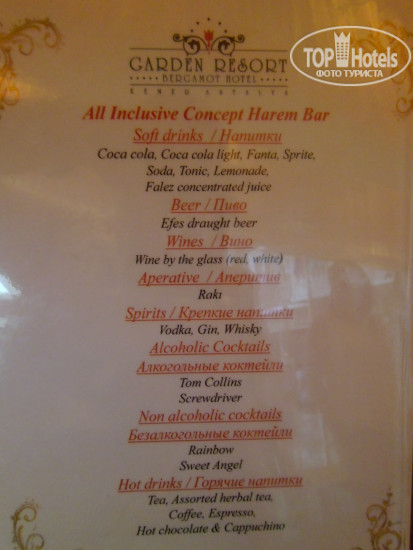 TOP Hotels
ФОТО ТУРИСТА
GARDEN RESORT
BERGAMOT HOTEL
KEMER ANTALYA
All Inclusive Concept Harem Bar
Soft drinks / Напитки
Coca cola, Coca cola light, Fanta, Sprite,
Soda, Tonic, Lemonade,
Falez concentrated juice
Beer / Пиво
Efes draught beer
Wines / Вино
Wine by the glass (red, white)
Aperative / Аперитив
Rakı
Spirits / Крепкие напитки
Vodka, Gin, Whisky
Alcoholic Cocktails
Алкогольные коктейли
Tom Collins
Screwdriver
Non alcoholic cocktails
Безалкогольные коктейли
Rainbow
Sweet Angel
Hot drinks / Горячие напитки
Tea, Assorted herbal tea,
Coffee, Espresso,
Hot chocolate & Cappuchino